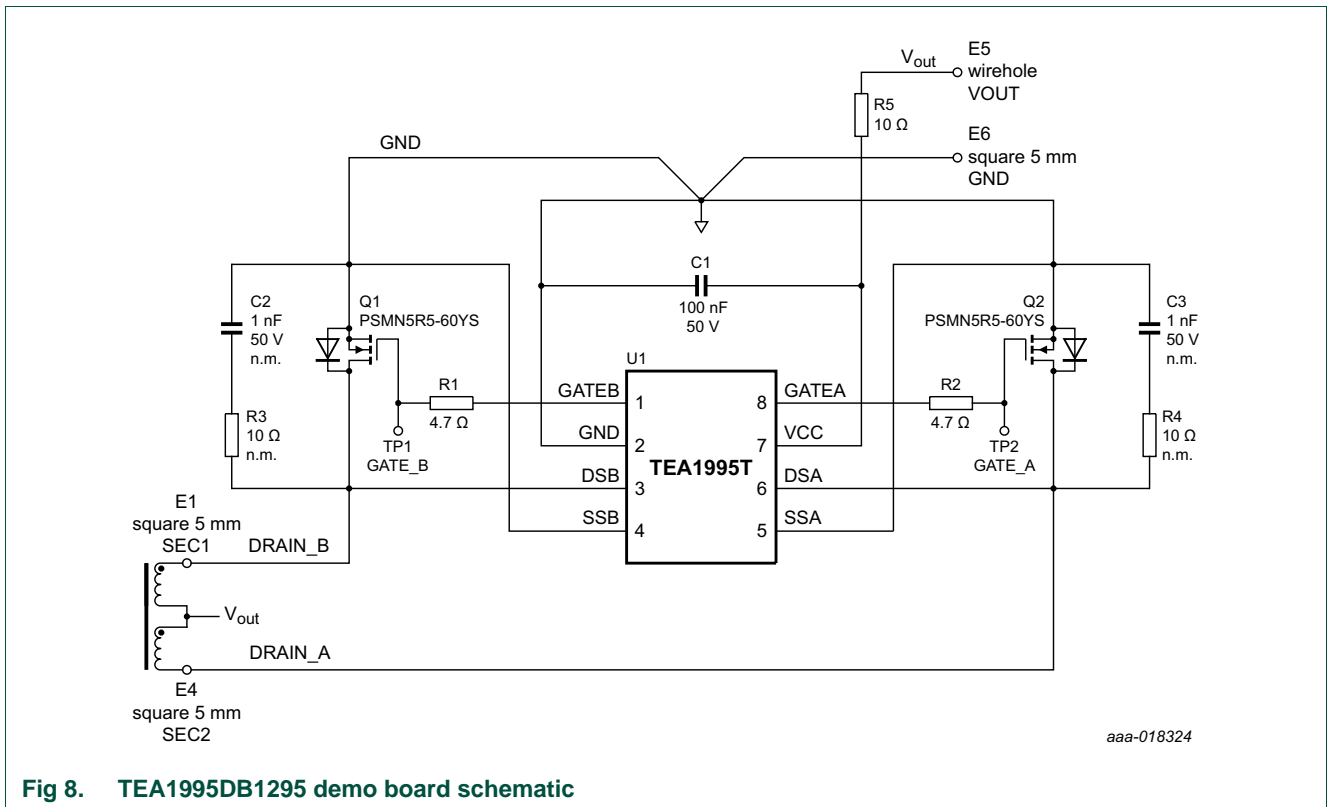 Vout
E5
wirehole
VOUT
R5
10 Ω
E6
square 5 mm
GND
GND
C1
100 nF
50 V
C2
1 nF
50 V
n.m.
Q1
PSMN5R5-60YS
Q2
PSMN5R5-60YS
C3
1 nF
50 V
n.m.
U1
R1
4.7 Ω
GATEB
1
8
GATEA
R2
4.7 Ω
R3
10 Ω
n.m.
TP1
GATE_B
GND
2
7
VCC
TP2
GATE_A
R4
10 Ω
n.m.
TEA1995T
DSB
3
6
DSA
SSB
4
5
SSA
E1
square 5 mm
SEC1
DRAIN_B
Vout
DRAIN_A
E4
square 5 mm
SEC2
aaa-018324
Fig 8. TEA1995DB1295 demo board schematic